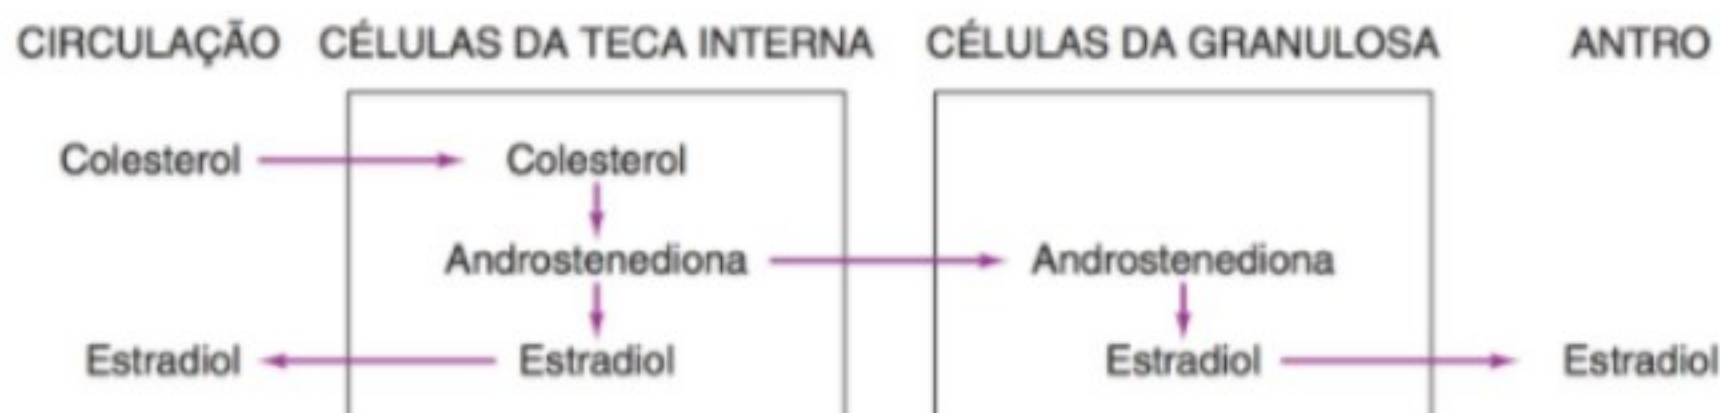 CIRCULAÇÃO CÉLULAS DA TECA INTERNA CÉLULAS DA GRANULOSA ANTRO
Colesterol Colesterol
Androstenediona Androstenediona
Estradiol Estradiol Estradiol Estradiol